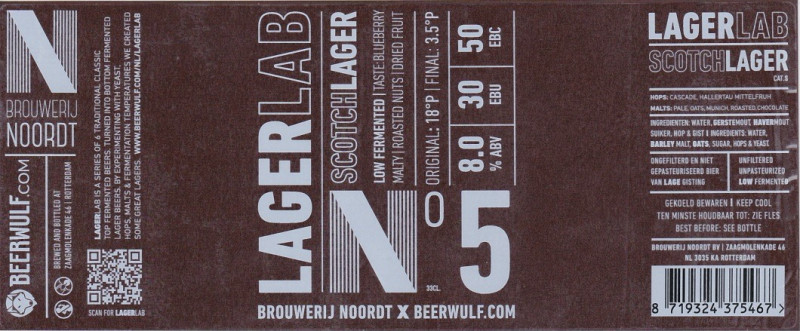 N
BROUWERIJ
NOORDT
BEERWULF.COM
BREWED AND BOTTLED AT
ZAAGMOLENKADE 46 | ROTTERDAM
LAGERLAB IS A SERIES OF 6 TRADITIONAL CLASSIC
TOP FERMENTED BEERS. TURNED INTO BOTTOM FERMENTED
LAGER BEERS. BY EXPERIMENTING WITH YEAST,
HOPS, MALTS & FERMENTATION TEMPERATURES WE CREATED
SOME GREAT LAGERS. WWW.BEERWULF.COM/NL/LAGERLAB
SCAN FOR LAGERLAB
LAGERLAB
SCOTCHLAGER
LOW FERMENTED | TASTE:BLUEBERRY
MALTY | ROASTED NUTS | DRIED FRUIT
ORIGINAL: 18°P | FINAL: 3.5°P
8.0 % ABV
30 EBU
50 EBC
No 5
33CL.
BROUWERIJ NOORDT X BEERWULF.COM
LAGERLAB
SCOTCHLAGER
CAT.S
HOPS: CASCADE, HALLERTAU MITTELFRUH
MALTS: PALE, OATS, MUNICH, ROASTED, CHOCOLATE
INGREDIENTEN: WATER, GERSTEMOUT, HAVERMOUT
SUIKER, HOP & GIST | INGREDIENTS: WATER,
BARLEY MALT, OATS, SUGAR, HOPS & YEAST
ONGEFILTERD EN NIET
GEPASTEURISEERD BIER
VAN LAGE GISTING
UNFILTERED
UNPASTEURIZED
LOW FERMENTED
GEKOELD BEWAREN | KEEP COOL
TEN MINSTE HOUDBAAR TOT: ZIE FLES
BEST BEFORE: SEE BOTTLE
BROUWERIJ NOORDT BV | ZAAGMOLENKADE 46
NL 3035 KA ROTTERDAM
8 719324 375467 >